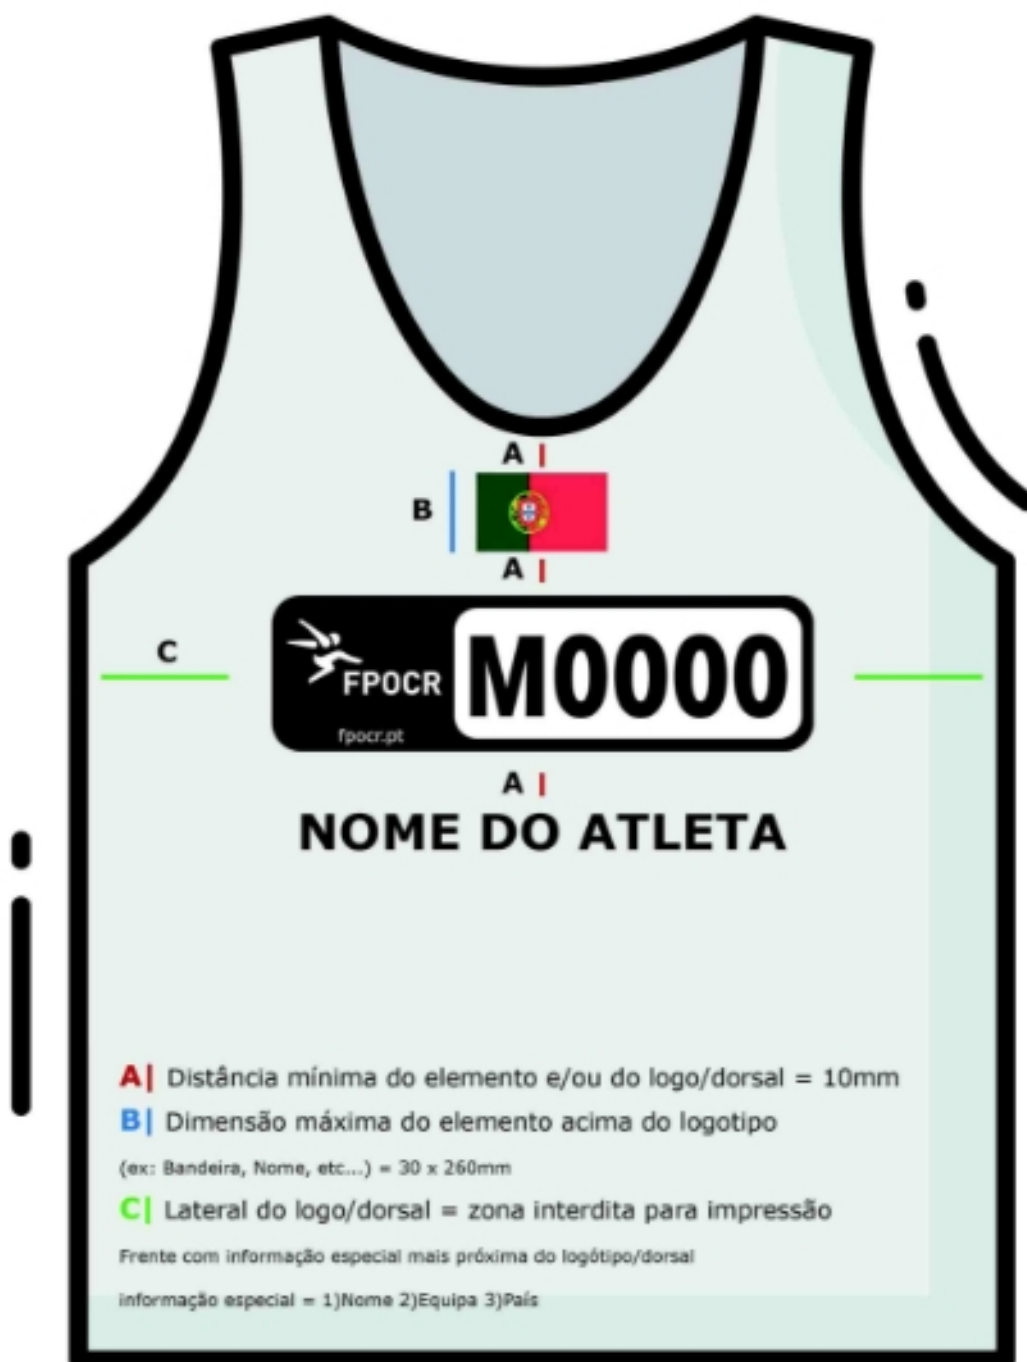 A
B
A
C
FPOCR
M0000
fpocr.pt
A
NOME DO ATLETA
A| Distância mínima do elemento e/ou do logo/dorsal = 10mm
B| Dimensão máxima do elemento acima do logotipo
(ex: Bandeira, Nome, etc...) = 30 x 260mm
C| Lateral do logo/dorsal = zona interdita para impressão
Frente com informação especial mais próxima do logótipo/dorsal
informação especial = 1)Nome 2)Equipa 3)País